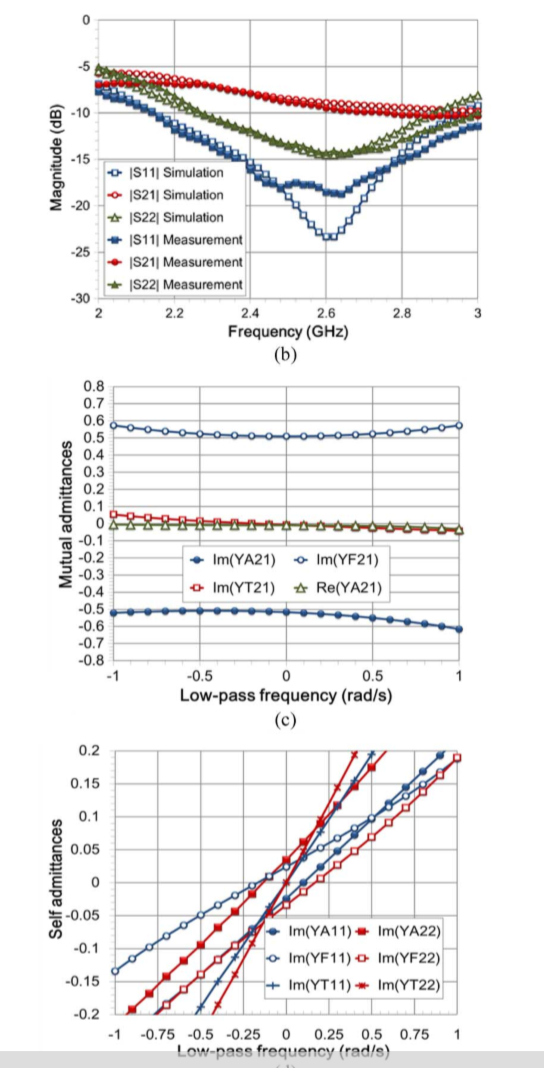 0
-5
-10
-15
-20
-25
-30
Magnitude (dB)
|S11| Simulation
|S21| Simulation
|S22| Simulation
|S11| Measurement
|S21| Measurement
|S22| Measurement
2 2.2 2.4 2.6 2.8 3
Frequency (GHz)
(b)
0.8
0.7
0.6
0.5
0.4
0.3
0.2
0.1
0
-0.1
-0.2
-0.3
-0.4
-0.5
-0.6
-0.7
-0.8
Mutual admittances
Im(YA21) Im(YF21)
Im(YT21) Re(YA21)
-1 -0.5 0 0.5 1
Low-pass frequency (rad/s)
(c)
0.2
0.15
0.1
0.05
0
-0.05
-0.1
-0.15
-0.2
Self admittances
Im(YA11) Im(YA22)
Im(YF11) Im(YF22)
Im(YT11) Im(YT22)
-1 -0.75 -0.5 -0.25 0 0.25 0.5 0.75 1
Low-pass frequency (rad/s)